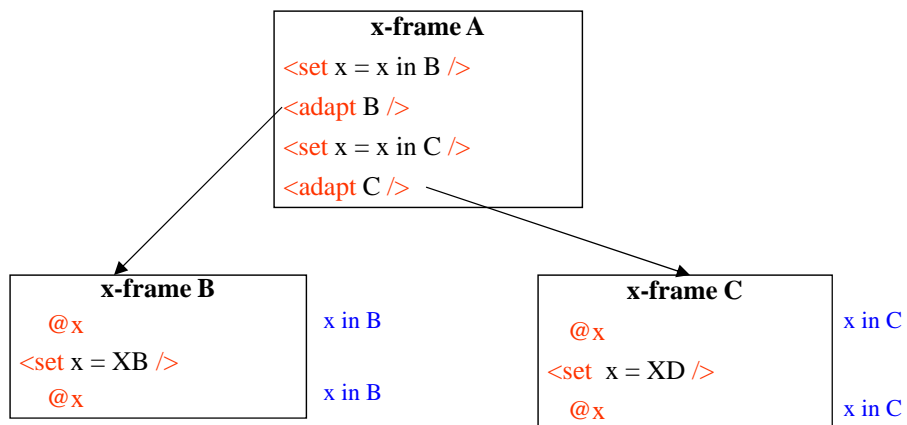 x-frame A
<set x = x in B />
<adapt B />
<set x = x in C />
<adapt C />
x-frame B
@x
x in B
<set x = XB />
@x
x in B
x-frame C
@x
x in C
<set x = XD />
@x
x in C